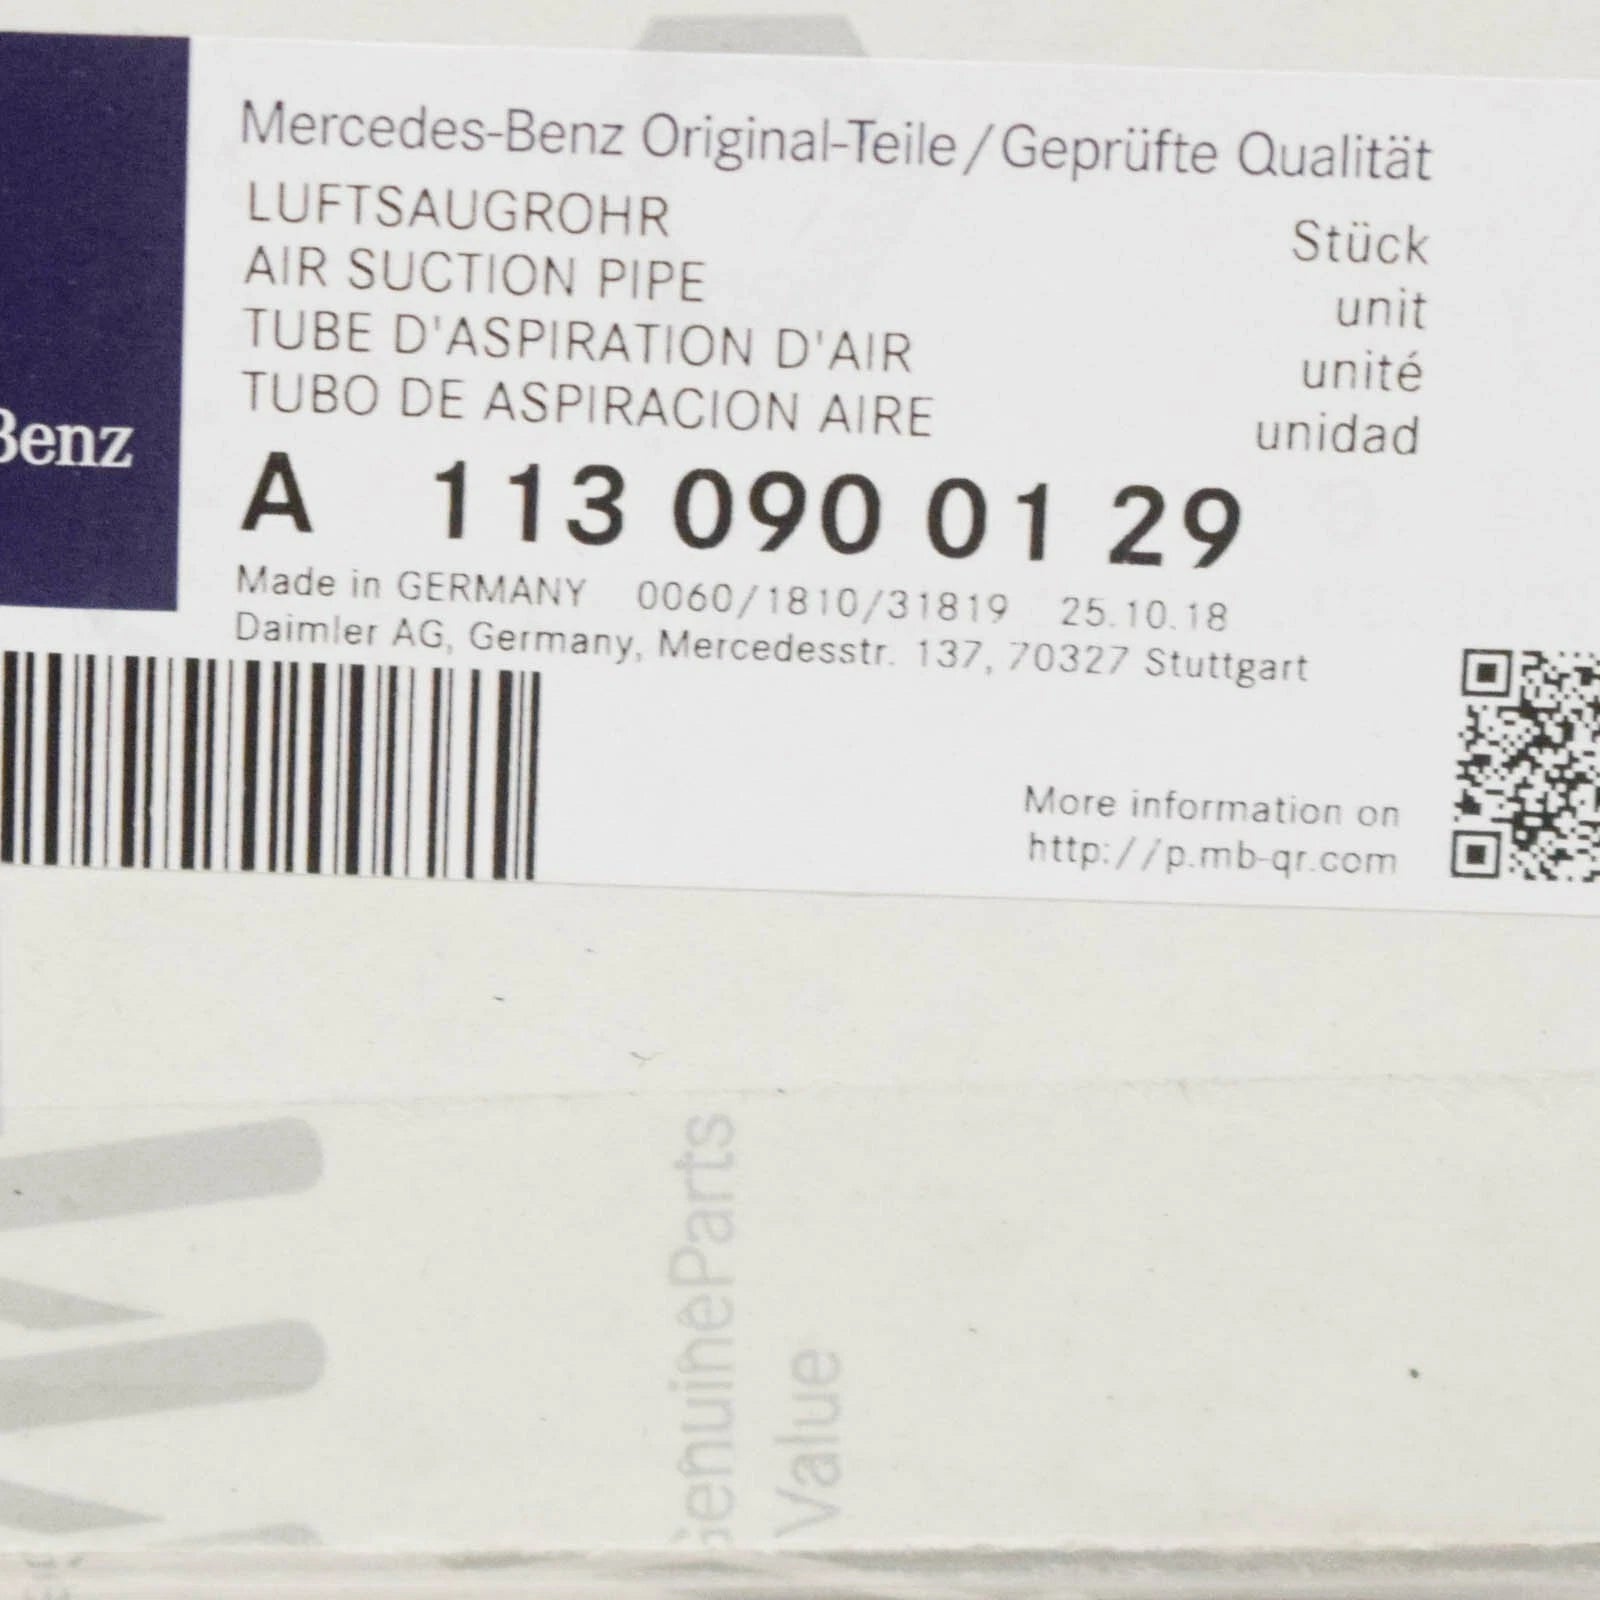 Mercedes-Benz Original-Teile/Geprüfte Qualität
LUFTSAUGROHR
Stück
AIR SUCTION PIPE
unit
TUBE D'ASPIRATION D'AIR
unité
TUBO DE ASPIRACION AIRE
unidad
Benz
A 113 090 01 29
Made in GERMANY 0060/1810/31819 25.10.18
Daimler AG, Germany, Mercedesstr. 137, 70327 Stuttgart
More information on
http://p.mb-qr.com
GenuineParts
Value